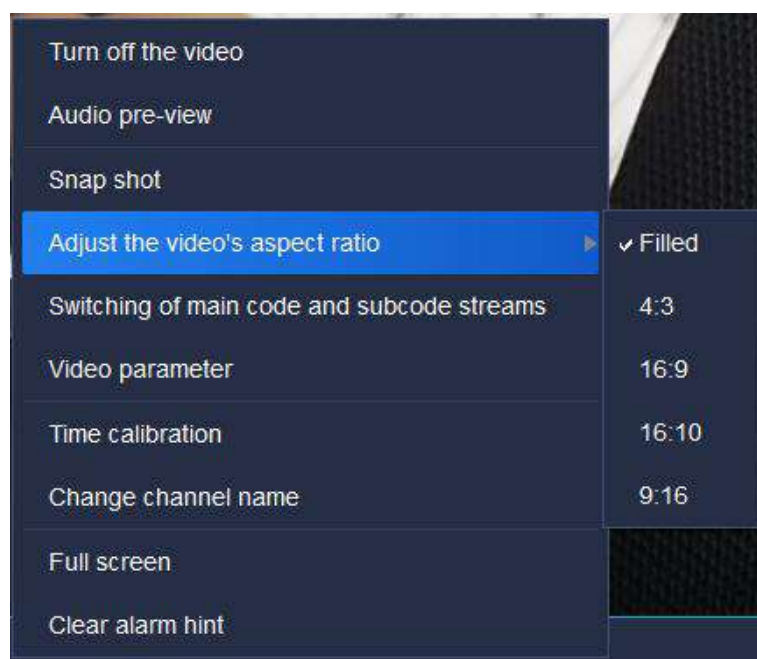 Turn off the video
Audio pre-view
Snap shot
Adjust the video's aspect ratio
Switching of main code and subcode streams
Video parameter
Time calibration
Change channel name
Full screen
Clear alarm hint
Filled
4:3
16:9
16:10
9:16